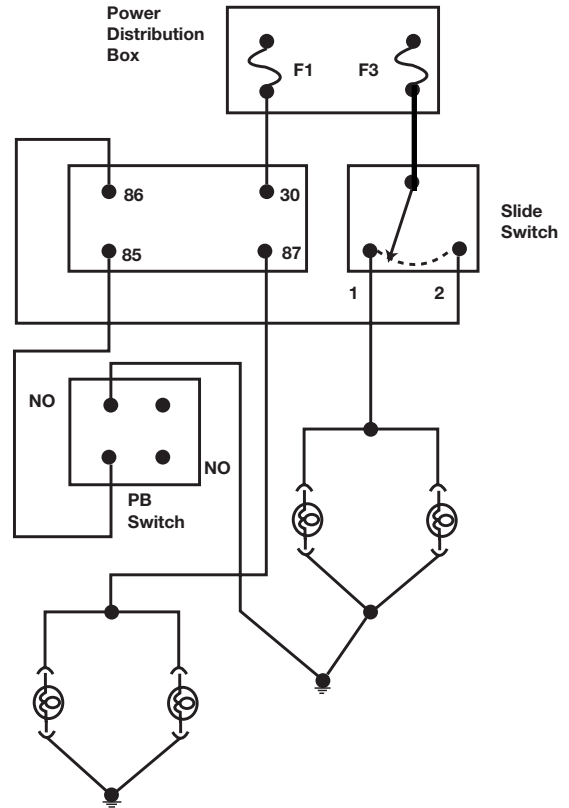 Power
Distribution
Box
F1
F3
86
30
85
87
Slide
Switch
1
2
NO
NO
PB
Switch